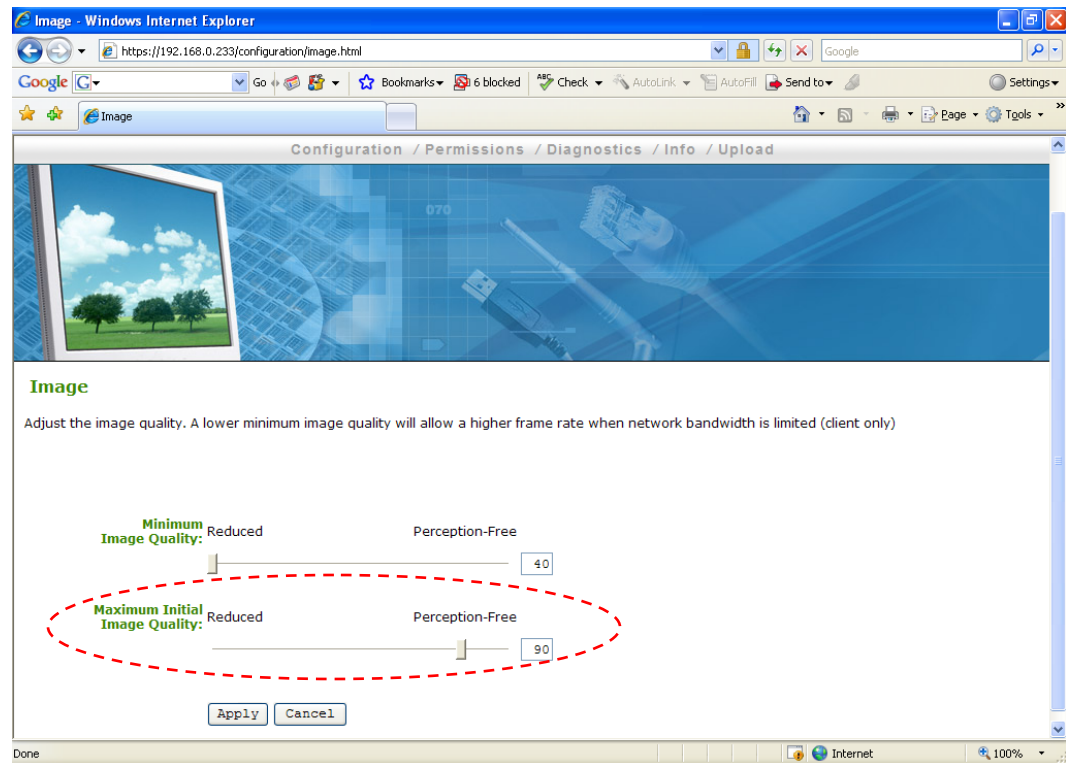 Image - Windows Internet Explorer
https://192.168.0.233/configuration/image.html
Google
Google G Go Bookmarks 6 blocked ABC Check AutoLink AutoFill Send to Settings
Image Page Tools »
Configuration / Permissions / Diagnostics / Info / Upload
070
Image
Adjust the image quality. A lower minimum image quality will allow a higher frame rate when network bandwidth is limited (client only)
Minimum
Image Quality: Reduced Perception-Free
40
Maximum Initial
Image Quality: Reduced Perception-Free
90
Apply Cancel
Done Internet 100%